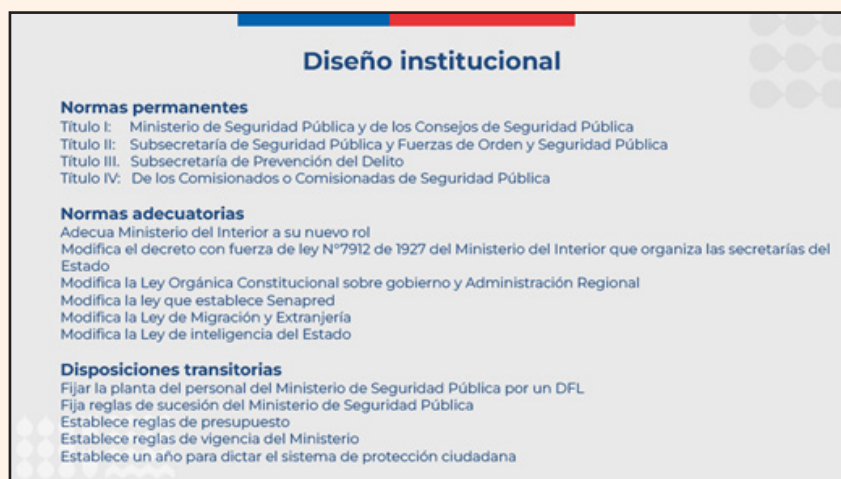 Diseño institucional
Normas permanentes
Título I: Ministerio de Seguridad Pública y de los Consejos de Seguridad Pública
Título II: Subsecretaría de Seguridad Pública y Fuerzas de Orden y Seguridad Pública
Título III. Subsecretaría de Prevención del Delito
Título IV: De los Comisionados o Comisionadas de Seguridad Pública
Normas adecuatorias
Adecua Ministerio del Interior a su nuevo rol
Modifica el decreto con fuerza de ley N°7912 de 1927 del Ministerio del Interior que organiza las secretarías del
Estado
Modifica la Ley Orgánica Constitucional sobre gobierno y Administración Regional
Modifica la ley que establece Senapred
Modifica la Ley de Migración y Extranjería
Modifica la Ley de inteligencia del Estado
Disposiciones transitorias
Fijar la planta del personal del Ministerio de Seguridad Pública por un DFL
Fija reglas de sucesión del Ministerio de Seguridad Pública
Establece reglas de presupuesto
Establece reglas de vigencia del Ministerio
Establece un año para dictar el sistema de protección ciudadana